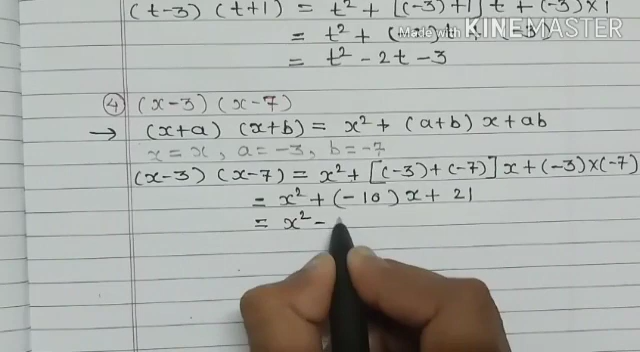 (t-3) (t+1) = t² + [(-3)+1] t + (-3)×1
= t² + ( ) t + (-3)
Made with KINEMASTER
= t² - 2t - 3
④ (x-3) (x-7)
→ (x+a) (x+b) = x² + (a+b) x + ab
x = x, a = -3, b = -7
(x-3) (x-7) = x² + [(-3)+(-7)] x + (-3)×(-7)
= x² + (-10) x + 21
= x² -